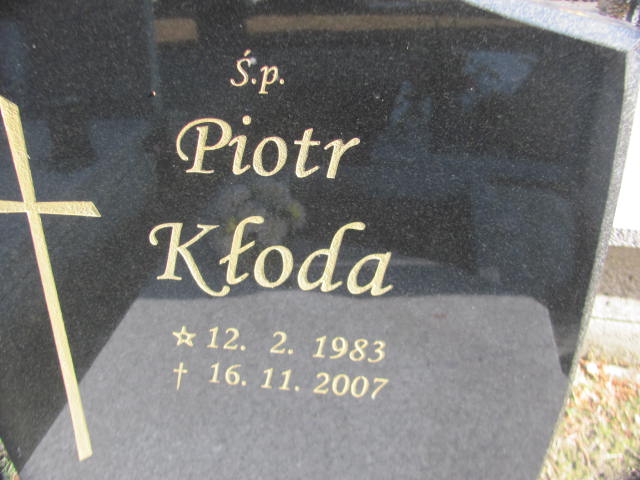 Ś.p.
Piotr
Kłoda
☆ 12. 2. 1983
† 16. 11. 2007